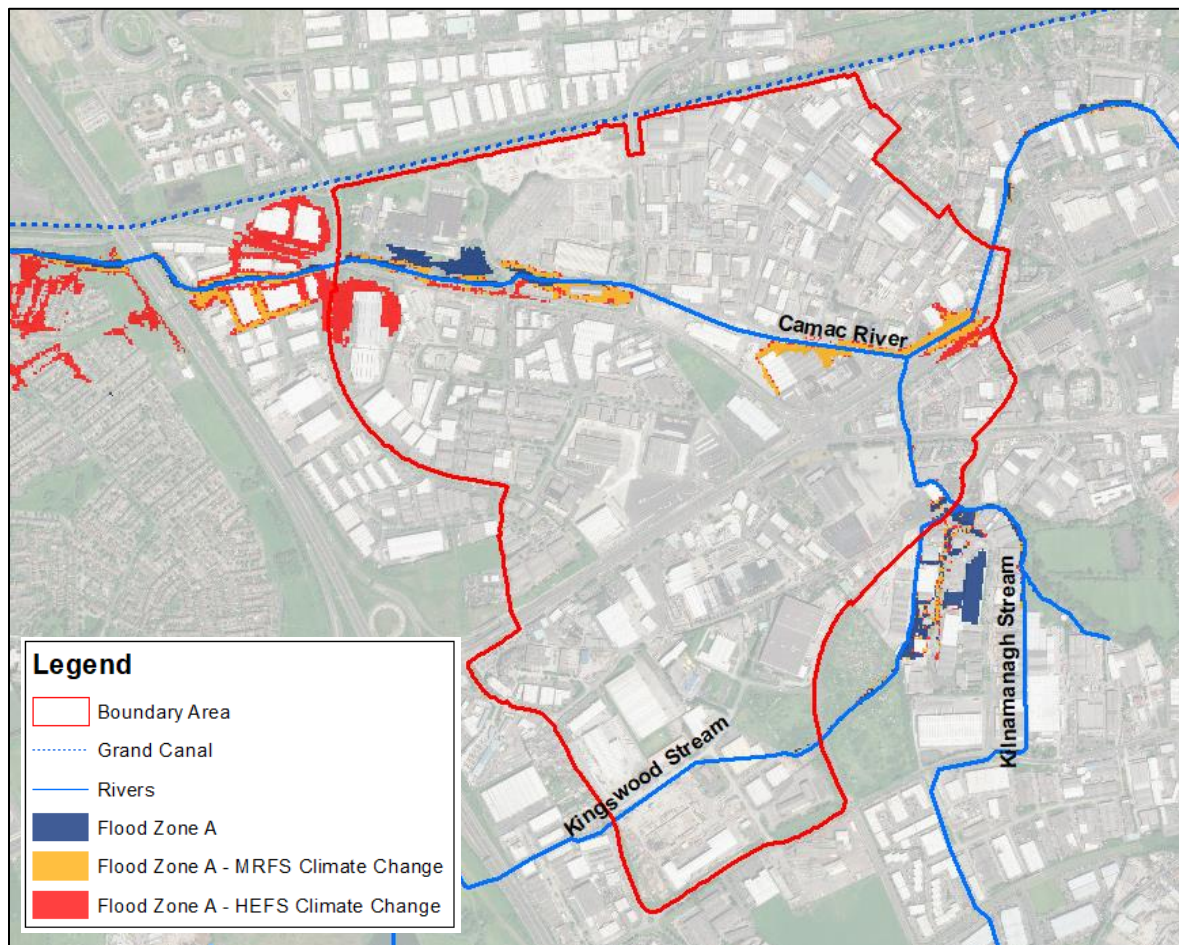 Camac River
Kilnamanagh Stream
Kingswood Stream
Legend
Boundary Area
Grand Canal
Rivers
Flood Zone A
Flood Zone A - MRFS Climate Change
Flood Zone A - HEFS Climate Change